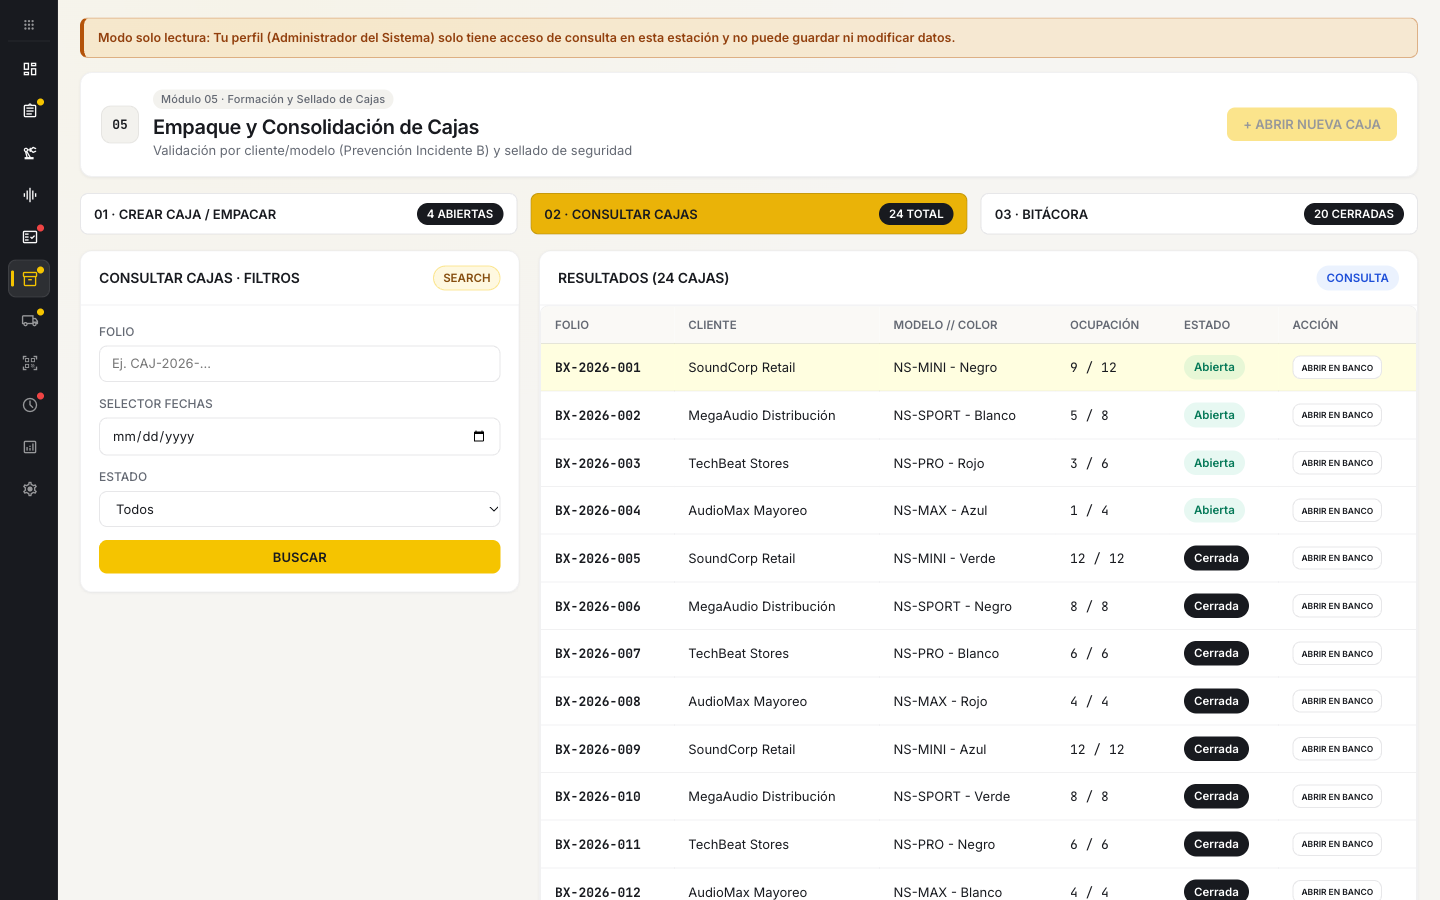 Modo solo lectura: Tu perfil (Administrador del Sistema) solo tiene acceso de consulta en esta estación y no puede guardar ni modificar datos.
05
Módulo 05 · Formación y Sellado de Cajas
Empaque y Consolidación de Cajas
Validación por cliente/modelo (Prevención Incidente B) y sellado de seguridad
+ ABRIR NUEVA CAJA
01 · CREAR CAJA / EMPACAR 4 ABIERTAS
02 · CONSULTAR CAJAS 24 TOTAL
03 · BITÁCORA 20 CERRADAS
CONSULTAR CAJAS · FILTROS SEARCH
FOLIO
Ej. CAJ-2026-...
SELECTOR FECHAS
mm/dd/yyyy
ESTADO
Todos
BUSCAR
RESULTADOS (24 CAJAS) CONSULTA
FOLIO CLIENTE MODELO // COLOR OCUPACIÓN ESTADO ACCIÓN
BX-2026-001 SoundCorp Retail NS-MINI - Negro 9 / 12 Abierta ABRIR EN BANCO
BX-2026-002 MegaAudio Distribución NS-SPORT - Blanco 5 / 8 Abierta ABRIR EN BANCO
BX-2026-003 TechBeat Stores NS-PRO - Rojo 3 / 6 Abierta ABRIR EN BANCO
BX-2026-004 AudioMax Mayoreo NS-MAX - Azul 1 / 4 Abierta ABRIR EN BANCO
BX-2026-005 SoundCorp Retail NS-MINI - Verde 12 / 12 Cerrada ABRIR EN BANCO
BX-2026-006 MegaAudio Distribución NS-SPORT - Negro 8 / 8 Cerrada ABRIR EN BANCO
BX-2026-007 TechBeat Stores NS-PRO - Blanco 6 / 6 Cerrada ABRIR EN BANCO
BX-2026-008 AudioMax Mayoreo NS-MAX - Rojo 4 / 4 Cerrada ABRIR EN BANCO
BX-2026-009 SoundCorp Retail NS-MINI - Azul 12 / 12 Cerrada ABRIR EN BANCO
BX-2026-010 MegaAudio Distribución NS-SPORT - Verde 8 / 8 Cerrada ABRIR EN BANCO
BX-2026-011 TechBeat Stores NS-PRO - Negro 6 / 6 Cerrada ABRIR EN BANCO
BX-2026-012 AudioMax Mayoreo NS-MAX - Blanco 4 / 4 Cerrada ABRIR EN BANCO